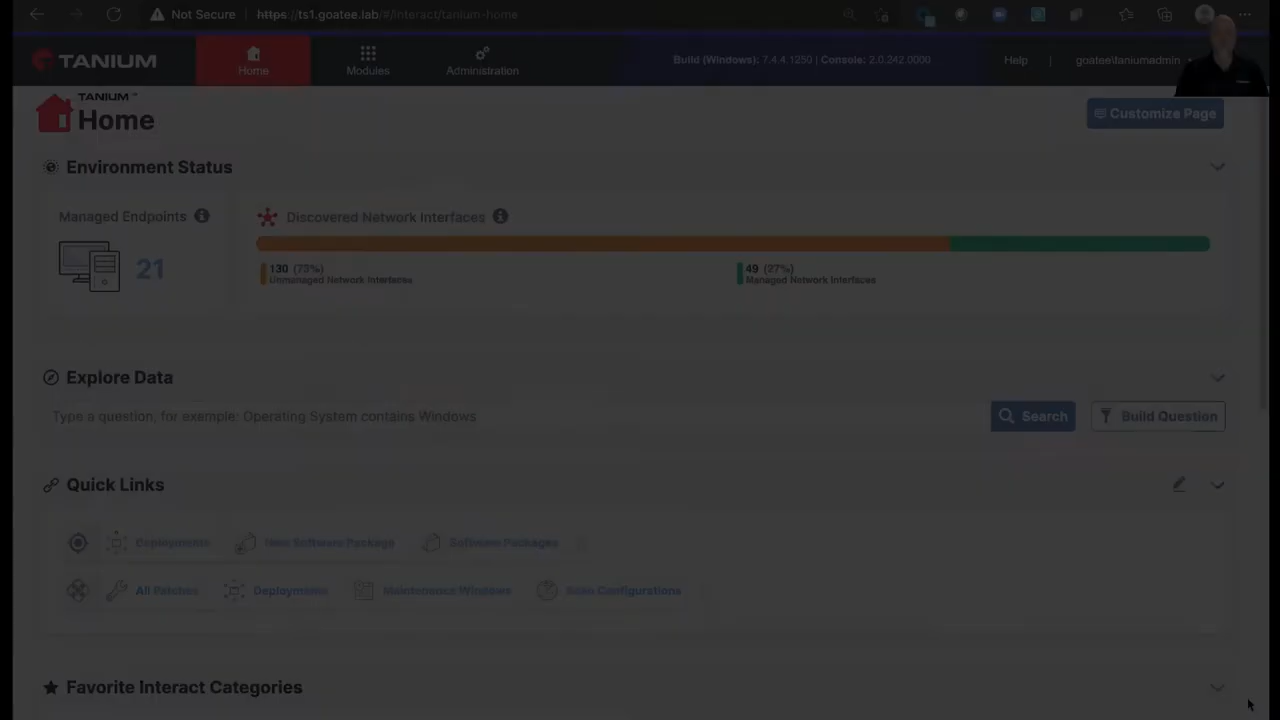 Not Secure
https://ts1.goatee.lab/#/interact/tanium-home
TANIUM
Home
Modules
Administration
Build (Windows): 7.4.4.1250 | Console: 2.0.242.0000
Help
goatee\taniumadmin
TANIUM™
Home
Customize Page
Environment Status
Managed Endpoints
Discovered Network Interfaces
21
130 (73%)
Unmanaged Network Interfaces
49 (27%)
Managed Network Interfaces
Explore Data
Type a question, for example: Operating System contains Windows
Search
Build Question
Quick Links
Deployments
New Software Package
Software Packages
All Patches
Deployments
Maintenance Windows
Scan Configurations
Favorite Interact Categories